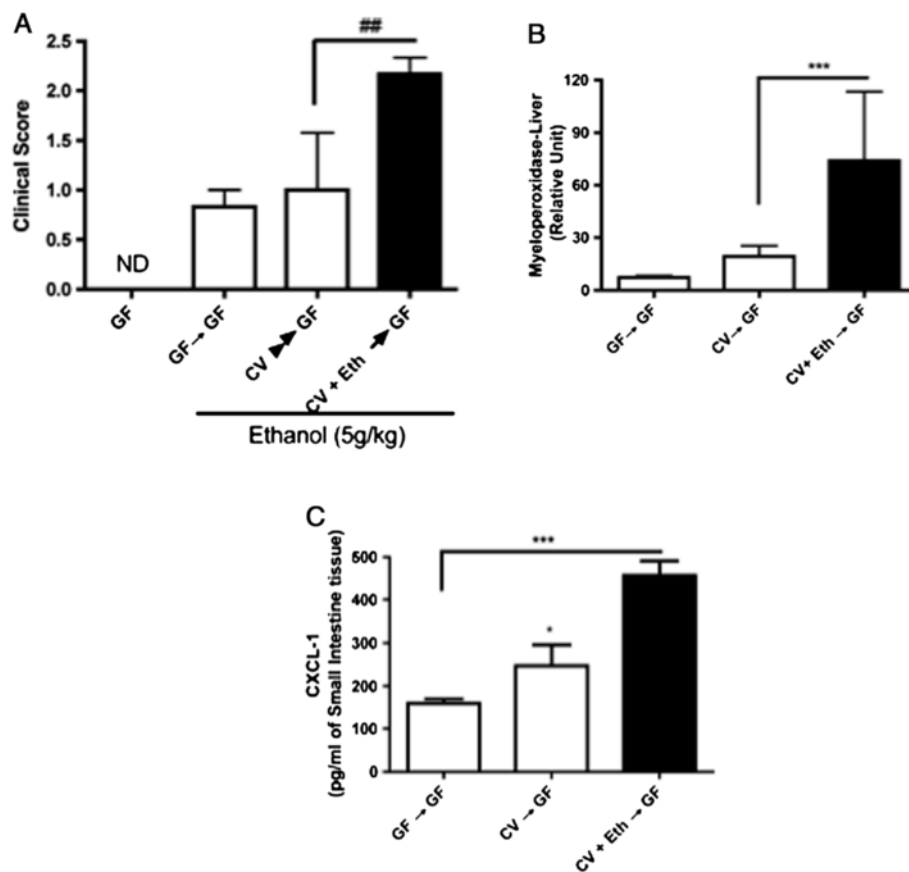 A
##
2.5
2.0
1.5
1.0
0.5
0.0
Clinical Score
ND
GF
GF → GF
CV → GF
CV + Eth → GF
Ethanol (5g/kg)
B
***
120
90
60
30
0
Myeloperoxidase-Liver
(Relative Unit)
GF → GF
CV → GF
CV+ Eth → GF
C
***
*
500
400
300
200
100
0
CXCL-1
(pg/ml of Small Intestine tissue)
GF → GF
CV → GF
CV + Eth → GF